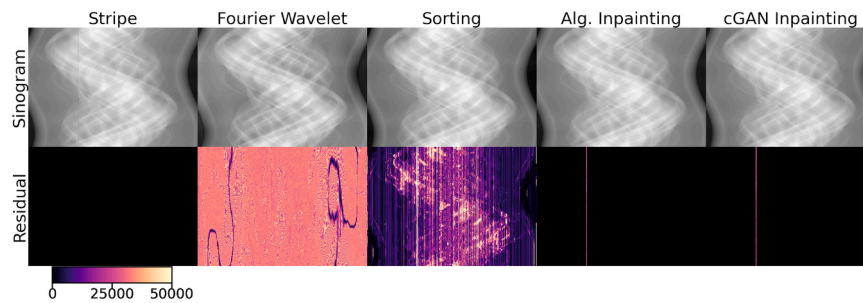 Stripe Fourier Wavelet Sorting Alg. Inpainting cGAN Inpainting
Sinogram
Residual
0 25000 50000